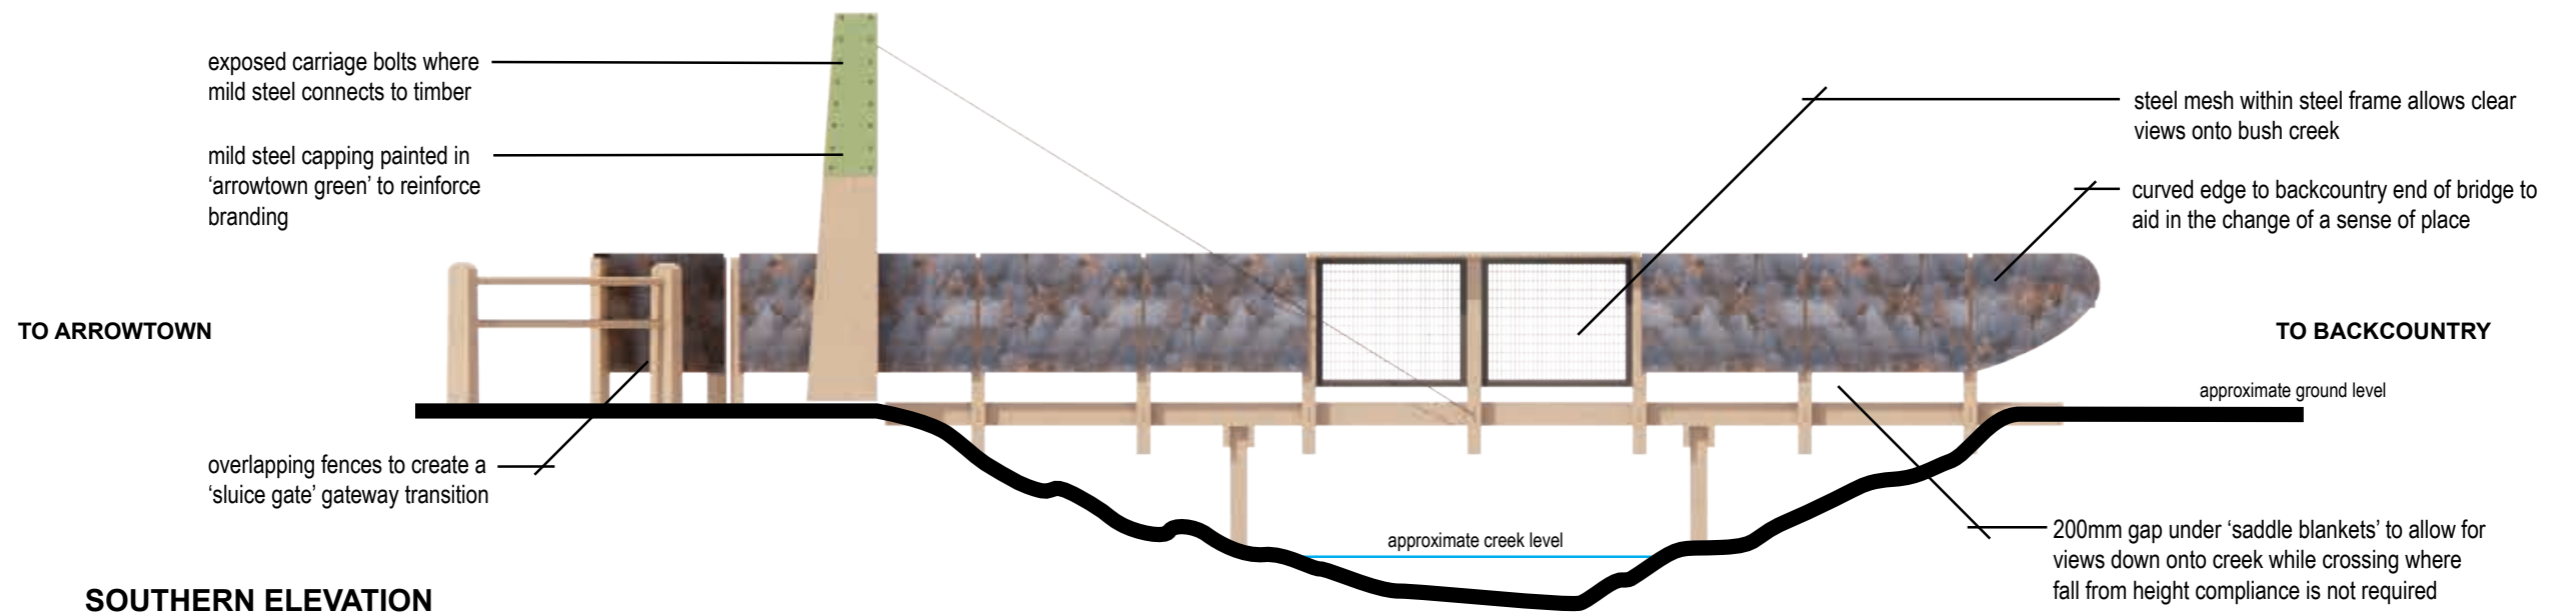 exposed carriage bolts where
mild steel connects to timber
mild steel capping painted in
‘arrowtown green’ to reinforce
branding
steel mesh within steel frame allows clear
views onto bush creek
curved edge to backcountry end of bridge to
aid in the change of a sense of place
TO ARROWTOWN
TO BACKCOUNTRY
approximate ground level
overlapping fences to create a
‘sluice gate’ gateway transition
approximate creek level
200mm gap under ‘saddle blankets’ to allow for
views down onto creek while crossing where
fall from height compliance is not required
SOUTHERN ELEVATION